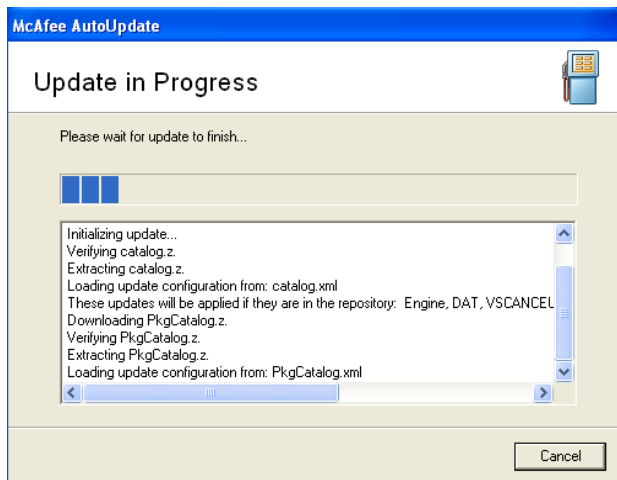 McAfee AutoUpdate
Update in Progress
Please wait for update to finish...
Initializing update...
Verifying catalog.z.
Extracting catalog.z.
Loading update configuration from: catalog.xml
These updates will be applied if they are in the repository:  Engine, DAT, VSCANCEU
Downloading PkgCatalog.z.
Verifying PkgCatalog.z.
Extracting PkgCatalog.z.
Loading update configuration from: PkgCatalog.xml
Cancel